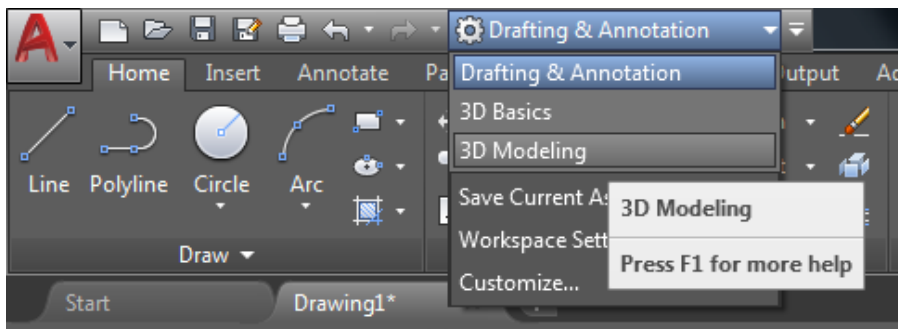 Drafting & Annotation
Home Insert Annotate Pa utput
Drafting & Annotation
3D Basics
3D Modeling
Line Polyline Circle Arc
Save Current As
3D Modeling
Workspace Sett
Press F1 for more help
Customize...
Draw
Start Drawing1*